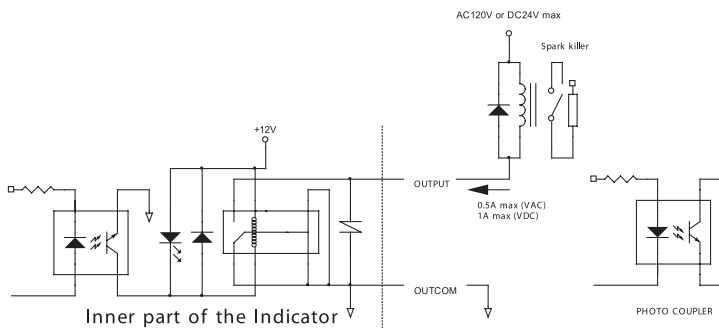 AC120V or DC24V max
Spark killer
+12V
OUTPUT
0.5A max (VAC)
1A max (VDC)
OUTCOM
Inner part of the Indicator
PHOTO COUPLER